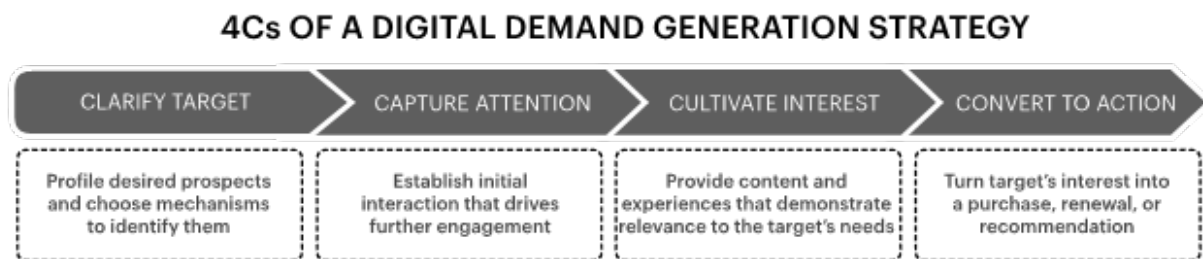 4Cs OF A DIGITAL DEMAND GENERATION STRATEGY
CLARIFY TARGET
CAPTURE ATTENTION
CULTIVATE INTEREST
CONVERT TO ACTION
Profile desired prospects
and choose mechanisms
to identify them
Establish initial
interaction that drives
further engagement
Provide content and
experiences that demonstrate
relevance to the target's needs
Turn target's interest into
a purchase, renewal, or
recommendation